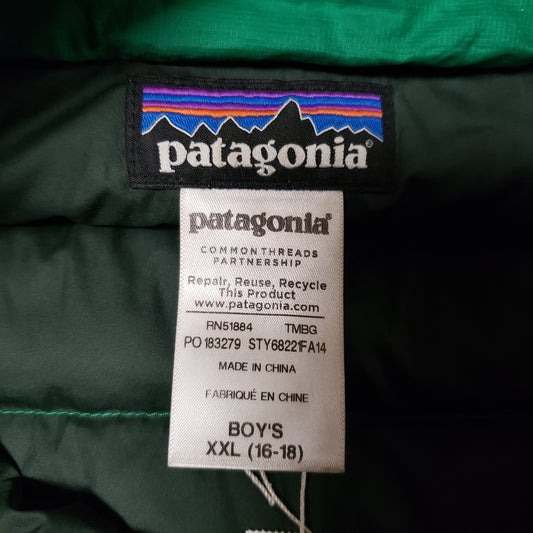 patagonia®
patagonia®
COMMON THREADS
PARTNERSHIP
Repair, Reuse, Recycle
This Product
www.patagonia.com
RN51884 TMBG
PO 183279 STY68221FA14
MADE IN CHINA
FABRIQUÉ EN CHINE
BOY'S
XXL (16-18)